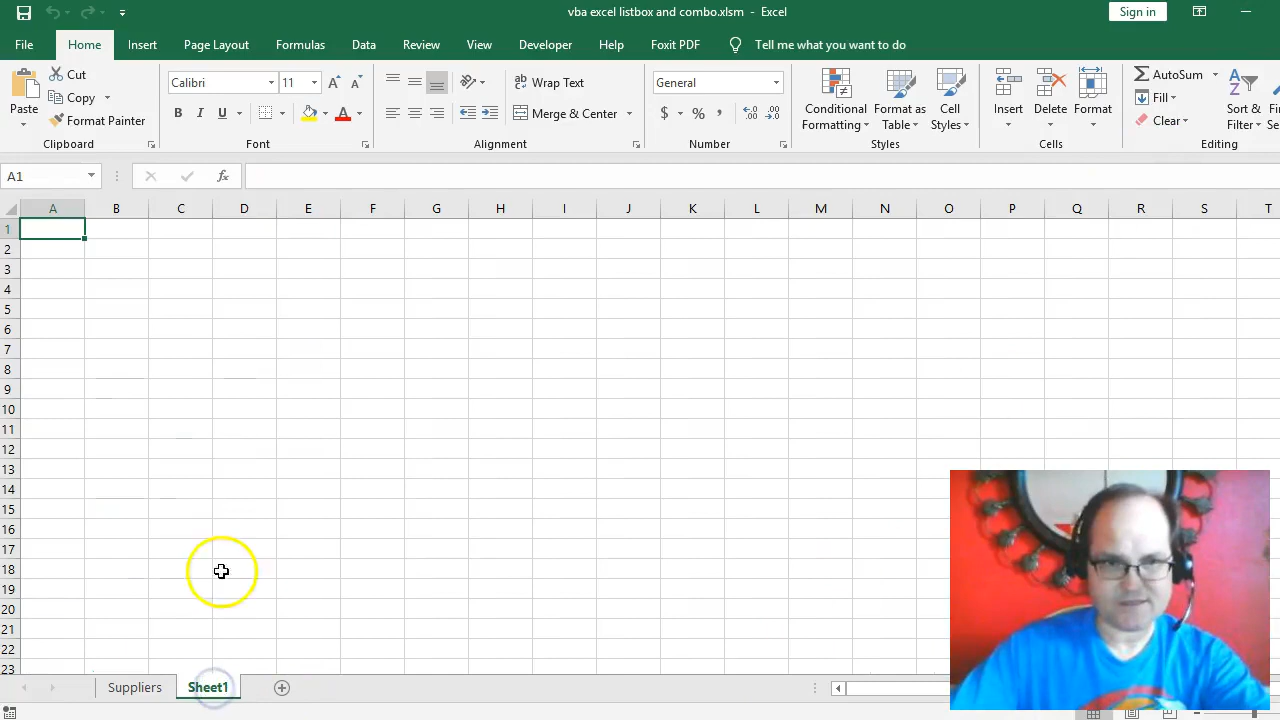 vba excel listbox and combo.xlsm - Excel
Sign in
File Home Insert Page Layout Formulas Data Review View Developer Help Foxit PDF Tell me what you want to do
Paste Cut Calibri 11 Wrap Text General Conditional Formatting Format as Table Cell Styles Insert Delete Format AutoSum Sort & Filter
Copy Fill
Format Painter B I U A Merge & Center $ % , Clear
Clipboard Font Alignment Number Styles Cells Editing
A1 fx
A B C D E F G H I J K L M N O P Q R S T
1
2
3
4
5
6
7
8
9
10
11
12
13
14
15
16
17
18
19
20
21
22
23
Suppliers Sheet1